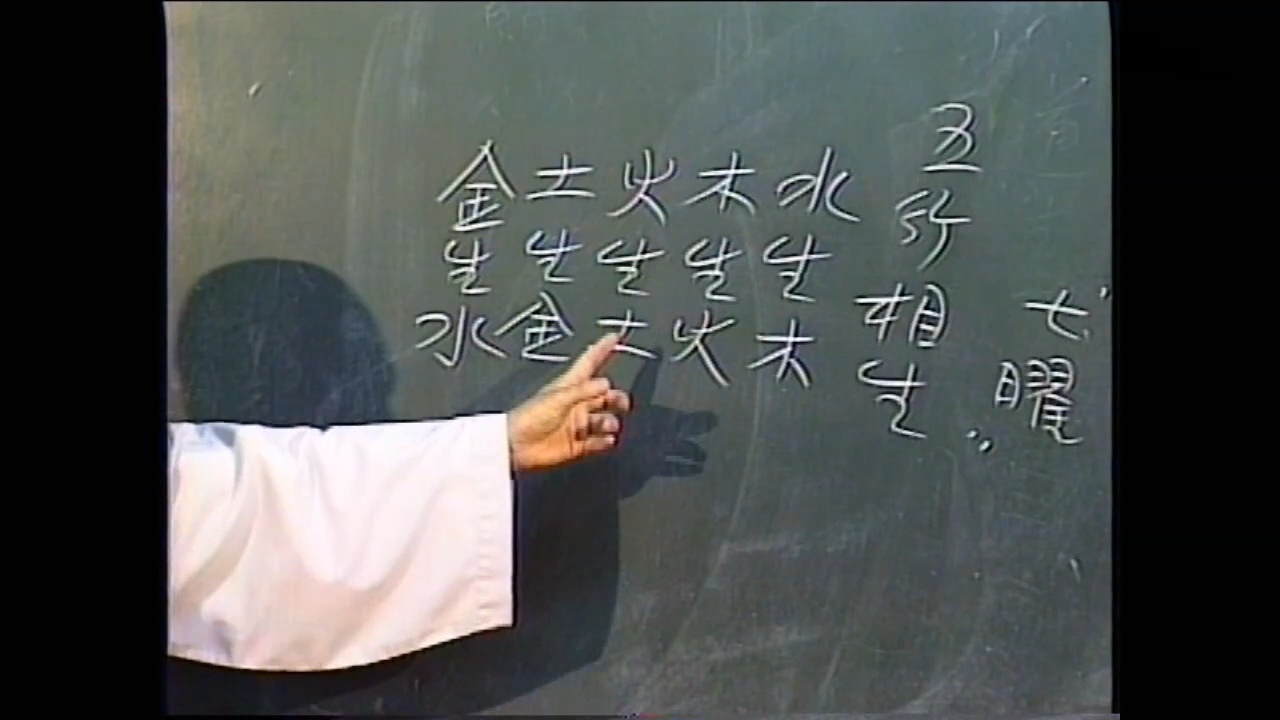 〝七曜〟
五行相生
水生木
木生火
火生土
土生金
金生水